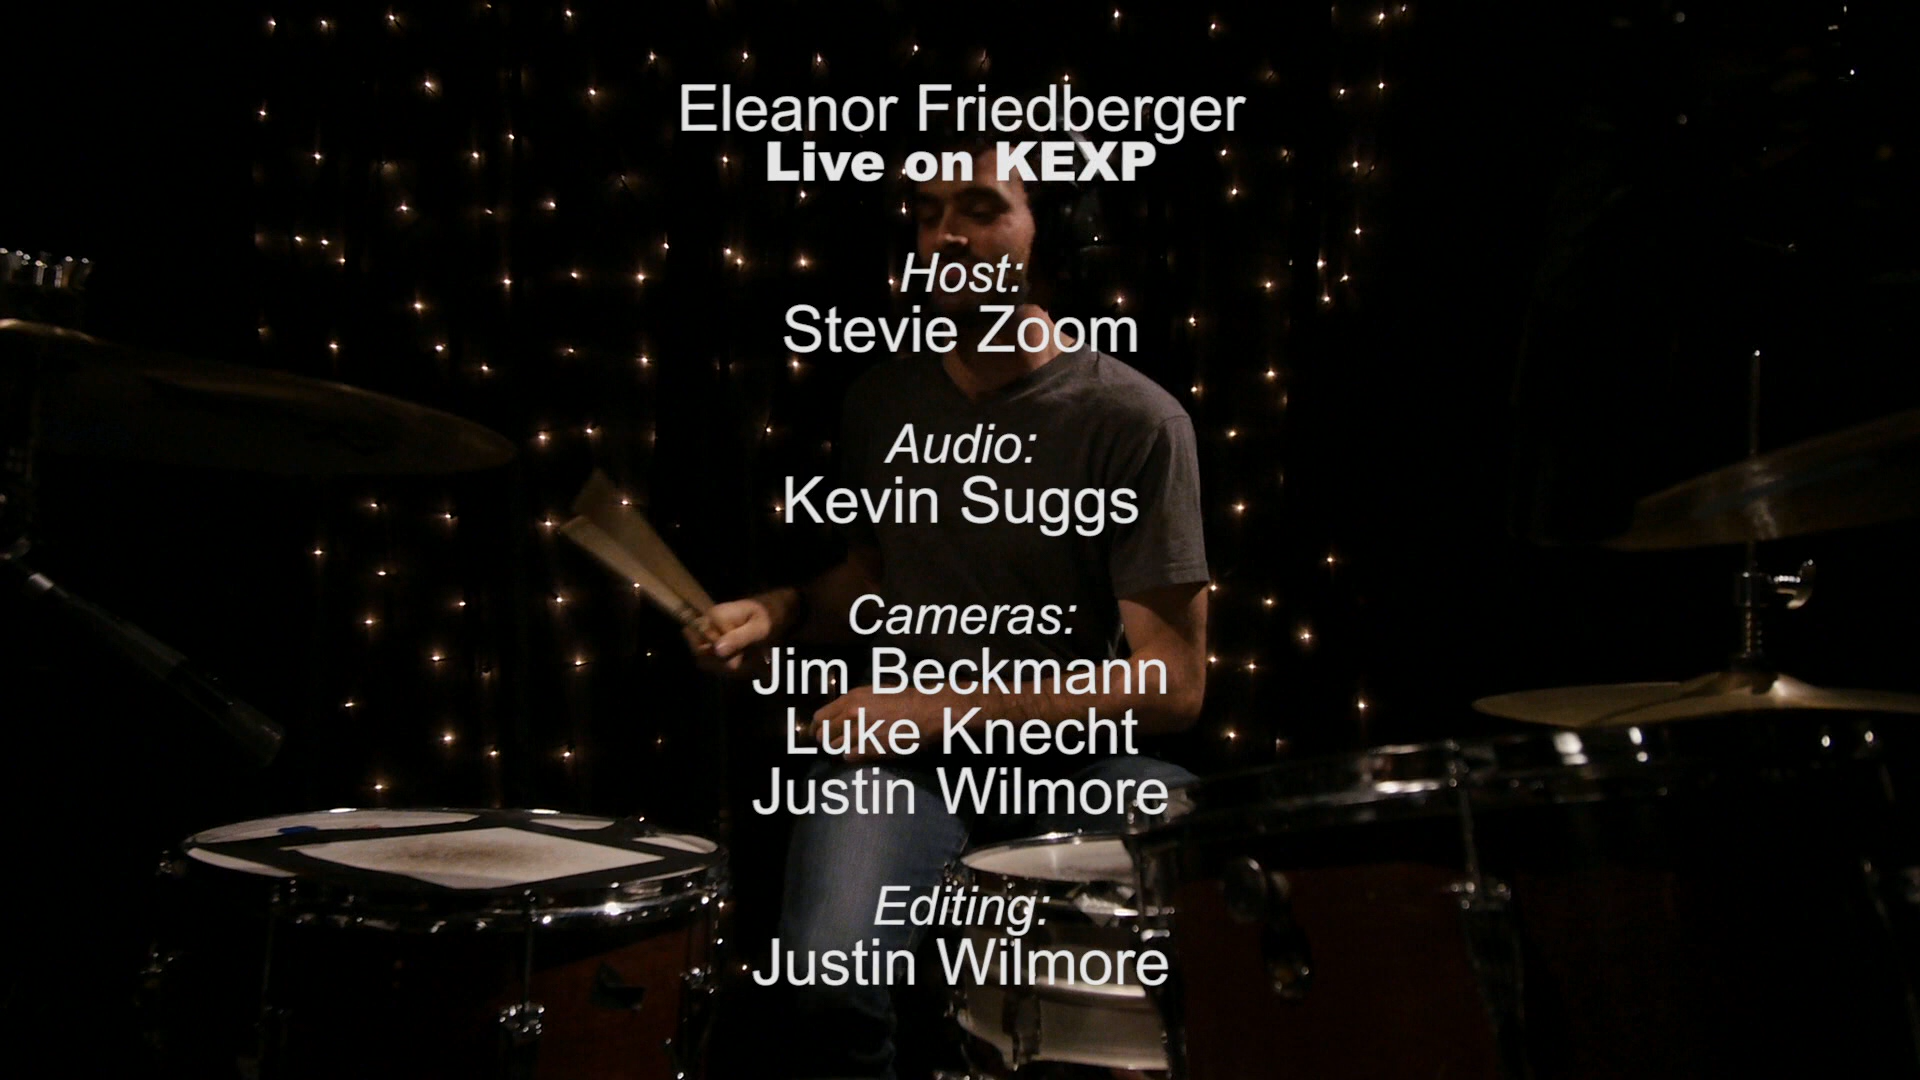 Eleanor Friedberger
Live on KEXP
Host:
Stevie Zoom
Audio:
Kevin Suggs
Cameras:
Jim Beckmann
Luke Knecht
Justin Wilmore
Editing:
Justin Wilmore